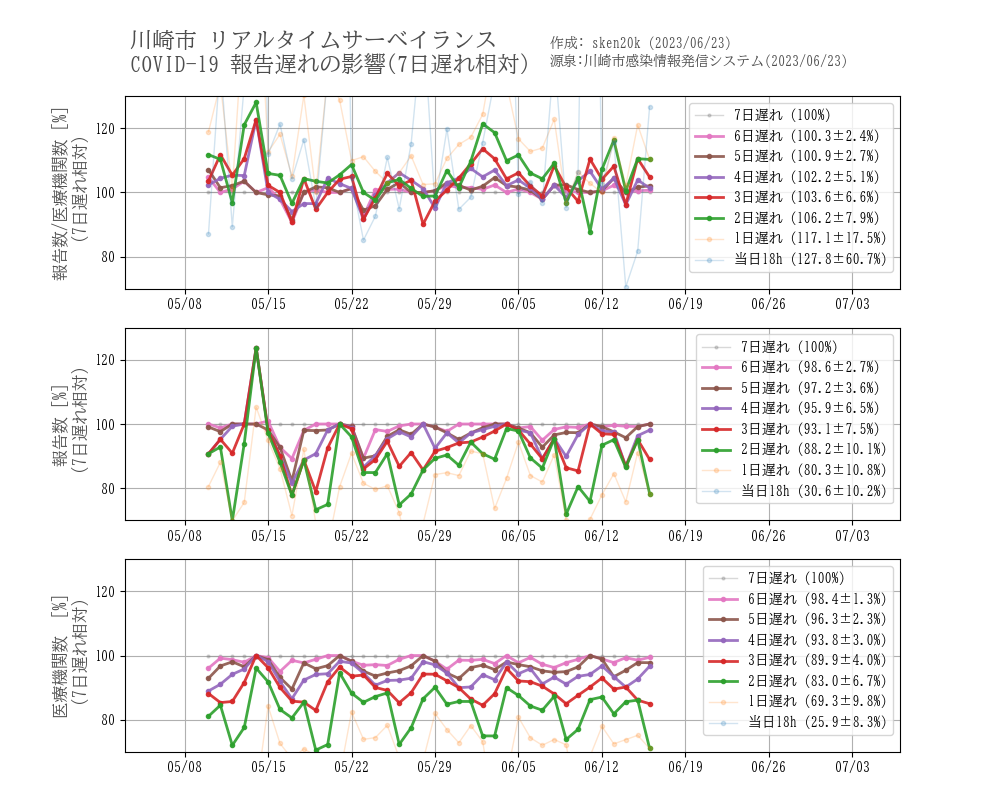 川崎市 リアルタイムサーベイランス
COVID-19 報告遅れの影響(7日遅れ相対)
作成: sken20k (2023/06/23)
源泉:川崎市感染情報発信システム(2023/06/23)
報告数/医療機関数 [%]
(7日遅れ相対)
120
100
80
7日遅れ (100%)
6日遅れ (100.3±2.4%)
5日遅れ (100.9±2.7%)
4日遅れ (102.2±5.1%)
3日遅れ (103.6±6.6%)
2日遅れ (106.2±7.9%)
1日遅れ (117.1±17.5%)
当日18h (127.8±60.7%)
05/08 05/15 05/22 05/29 06/05 06/12 06/19 06/26 07/03
報告数 [%]
(7日遅れ相対)
120
100
80
7日遅れ (100%)
6日遅れ (98.6±2.7%)
5日遅れ (97.2±3.6%)
4日遅れ (95.9±6.5%)
3日遅れ (93.1±7.5%)
2日遅れ (88.2±10.1%)
1日遅れ (80.3±10.8%)
当日18h (30.6±10.2%)
05/08 05/15 05/22 05/29 06/05 06/12 06/19 06/26 07/03
医療機関数 [%]
(7日遅れ相対)
120
100
80
7日遅れ (100%)
6日遅れ (98.4±1.3%)
5日遅れ (96.3±2.3%)
4日遅れ (93.8±3.0%)
3日遅れ (89.9±4.0%)
2日遅れ (83.0±6.7%)
1日遅れ (69.3±9.8%)
当日18h (25.9±8.3%)
05/08 05/15 05/22 05/29 06/05 06/12 06/19 06/26 07/03